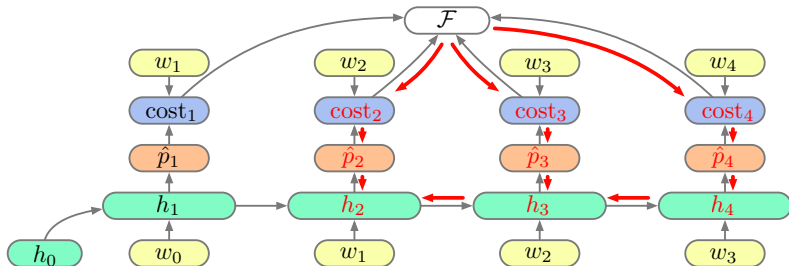 𝓕
w₁ w₂ w₃ w₄
cost₁ cost₂ cost₃ cost₄
p̂₁ p̂₂ p̂₃ p̂₄
h₁ h₂ h₃ h₄
h₀ w₀ w₁ w₂ w₃